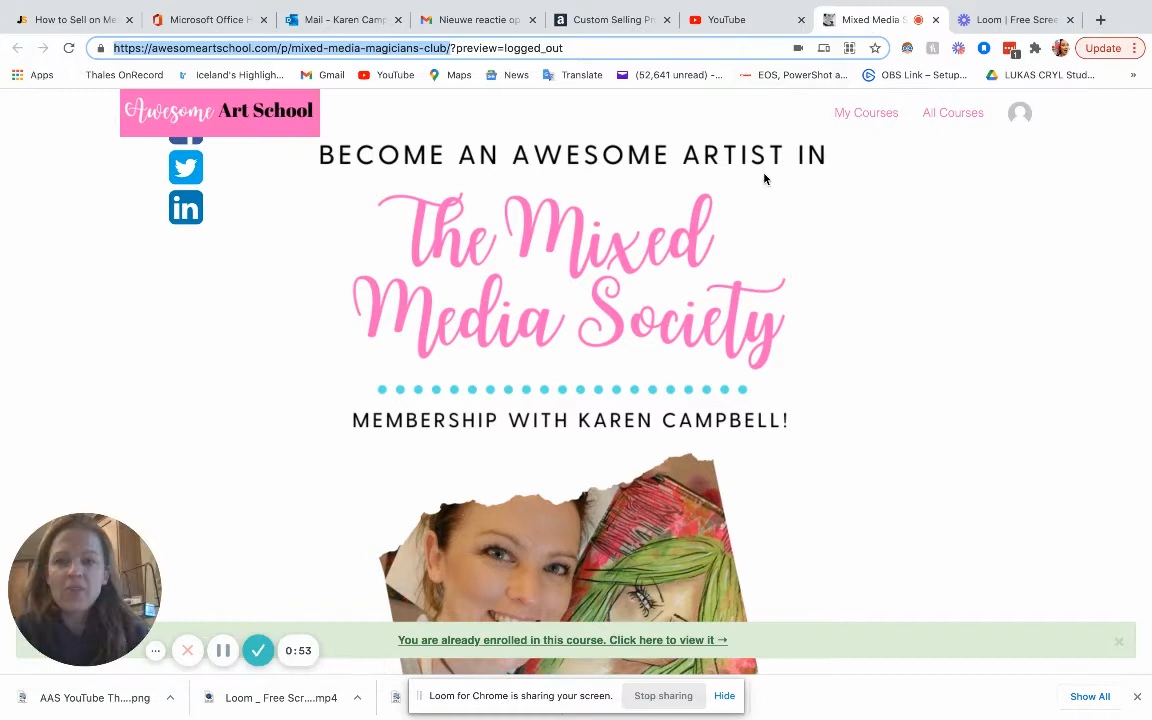 How to Sell on Me
Microsoft Office H
Mail - Karen Camp
Nieuwe reactie op
Custom Selling Pr
YouTube
Mixed Media S
Loom | Free Scree
https://awesomeartschool.com/p/mixed-media-magicians-club/?preview=logged_out
Update
Apps
Thales OnRecord
Iceland's Highligh...
Gmail
YouTube
Maps
News
Translate
(52,641 unread) -...
EOS, PowerShot a...
OBS Link – Setup...
LUKAS CRYL Stud...
»
Awesome Art School
My Courses
All Courses
BECOME AN AWESOME ARTIST IN
The Mixed
Media Society
MEMBERSHIP WITH KAREN CAMPBELL!
You are already enrolled in this course. Click here to view it →
0:53
AAS YouTube Th....png
Loom _ Free Scr....mp4
Loom for Chrome is sharing your screen.
Stop sharing
Hide
Show All